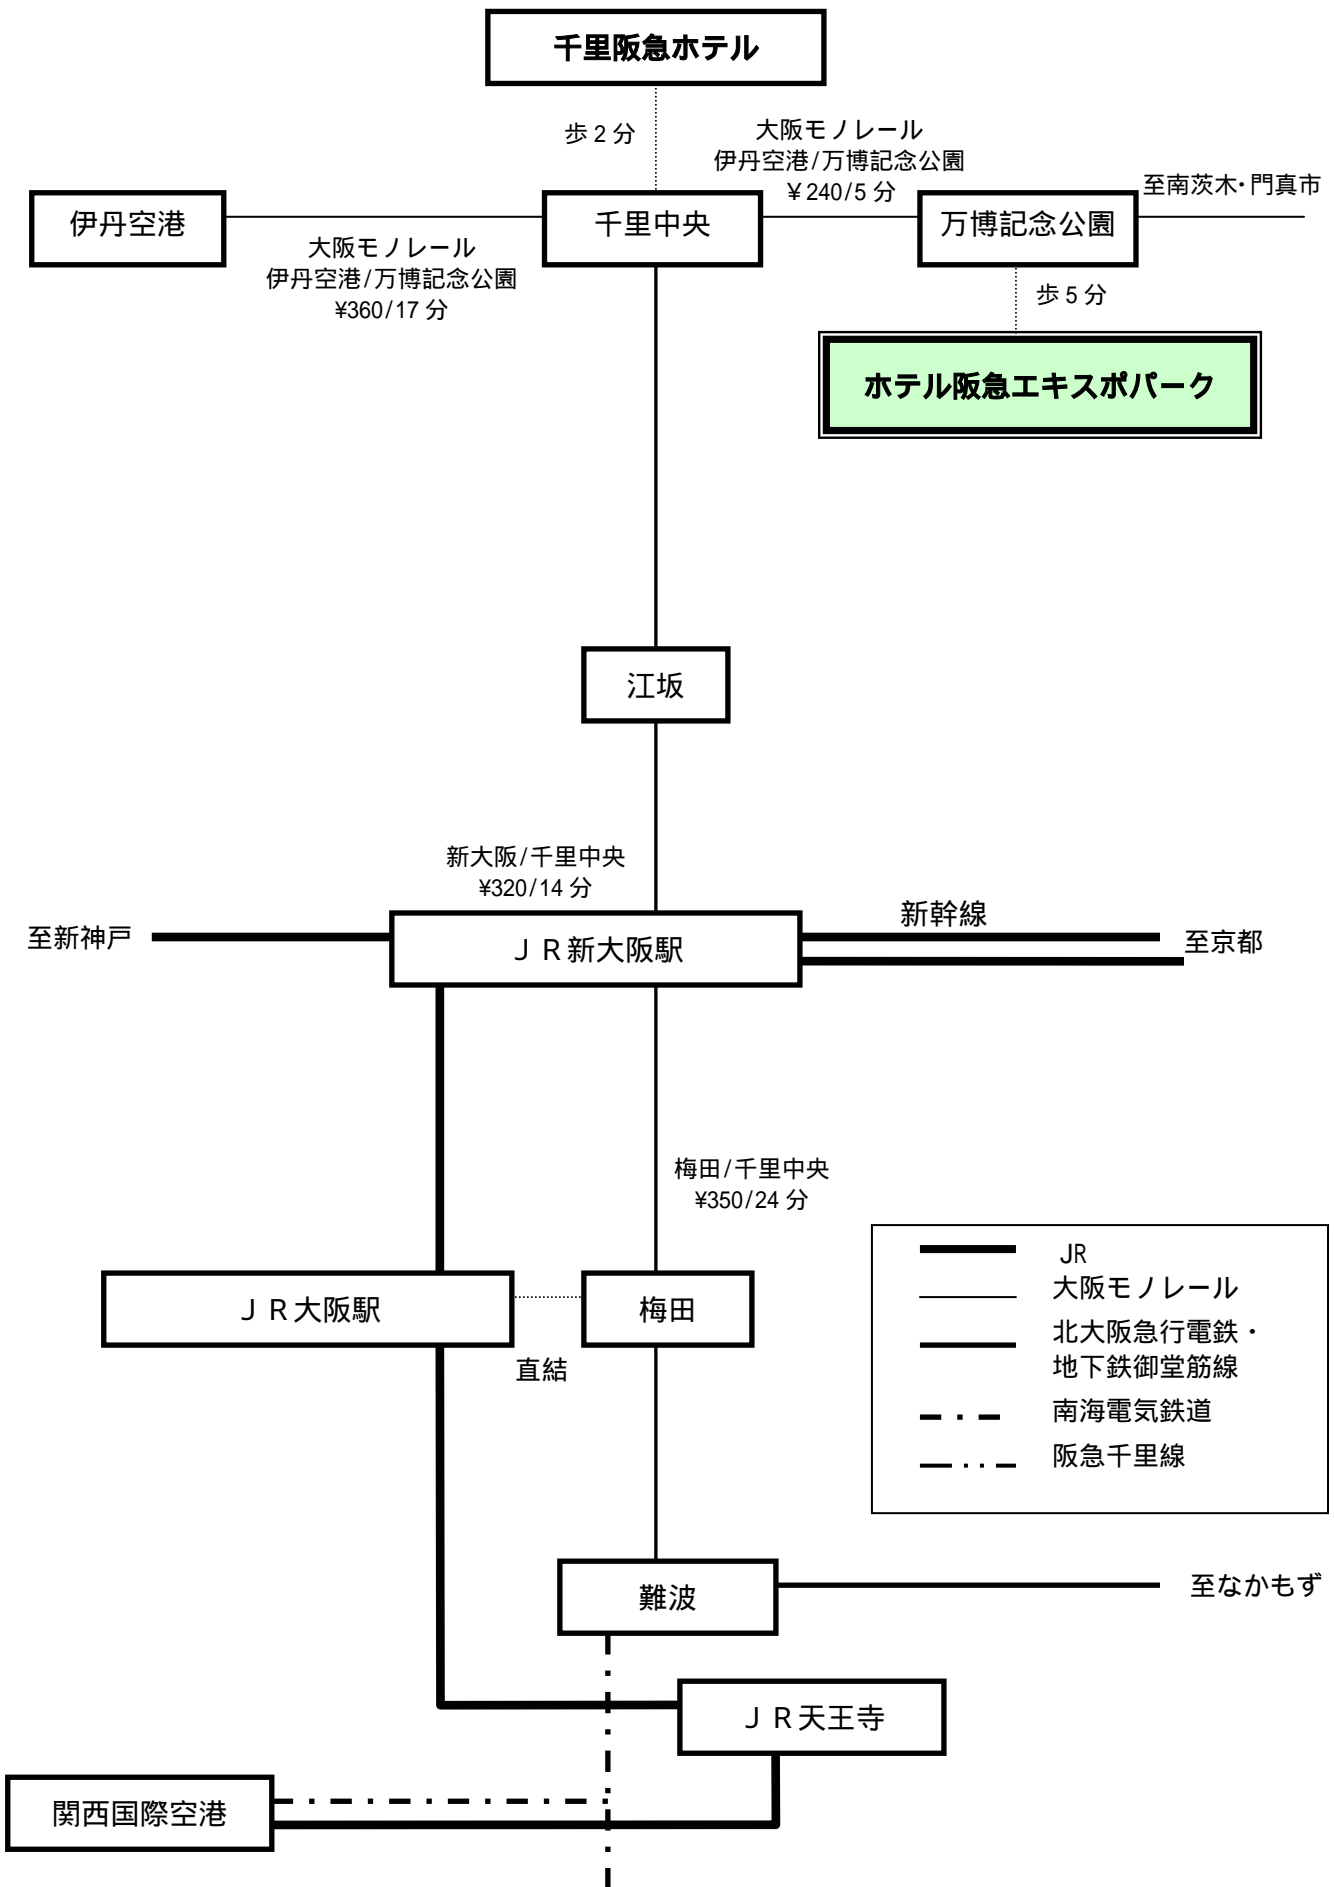 千里阪急ホテル
歩 2 分
大阪モノレール
伊丹空港/万博記念公園
¥ 240/5 分
至南茨木・門真市
伊丹空港
千里中央
万博記念公園
大阪モノレール
伊丹空港/万博記念公園
¥360/17 分
歩 5 分
ホテル阪急エキスポパーク
江坂
新大阪/千里中央
¥320/14 分
新幹線
至新神戸
ＪＲ新大阪駅
至京都
梅田/千里中央
¥350/24 分
JR
大阪モノレール
北大阪急行電鉄・
地下鉄御堂筋線
南海電気鉄道
阪急千里線
ＪＲ大阪駅
梅田
直結
難波
至なかもず
ＪＲ天王寺
関西国際空港